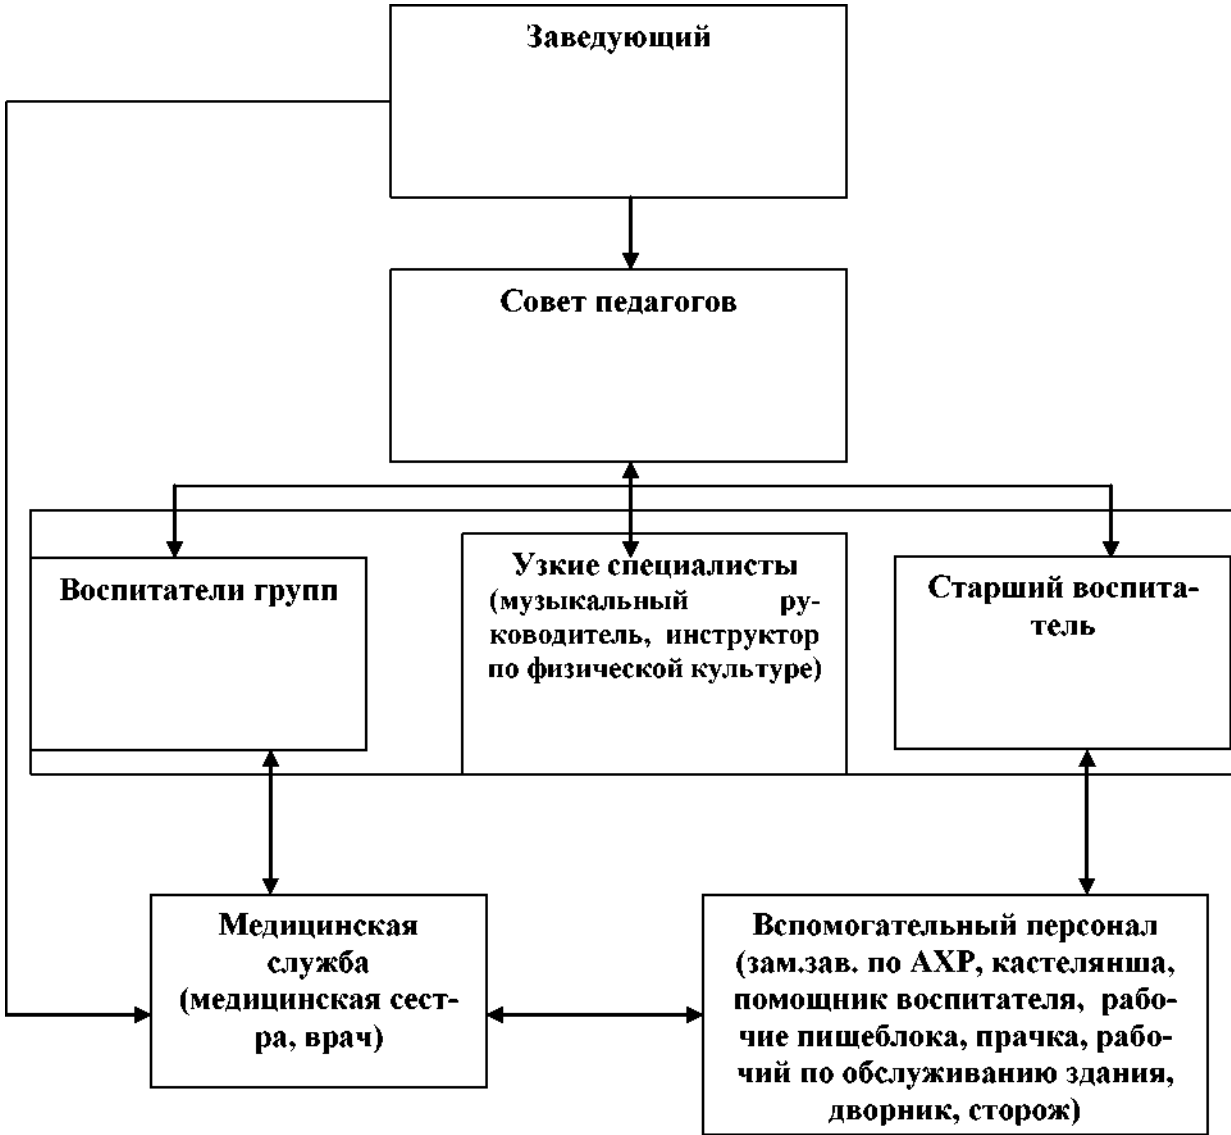 Заведующий
Совет педагогов
Воспитатели групп
Узкие специалисты
(музыкальный ру-
ководитель, инструктор
по физической культуре)
Старший воспита-
тель
Медицинская
служба
(медицинская сест-
ра, врач)
Вспомогательный персонал
(зам.зав. по АХР, кастелянша,
помощник воспитателя, рабо-
чие пищеблока, прачка, рабо-
чий по обслуживанию здания,
дворник, сторож)